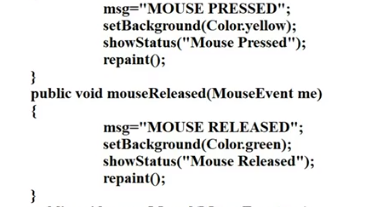 msg="MOUSE PRESSED";
setBackground(Color.yellow);
showStatus("Mouse Pressed");
repaint();
}
public void mouseReleased(MouseEvent me)
{
msg="MOUSE RELEASED";
setBackground(Color.green);
showStatus("Mouse Released");
repaint();
}